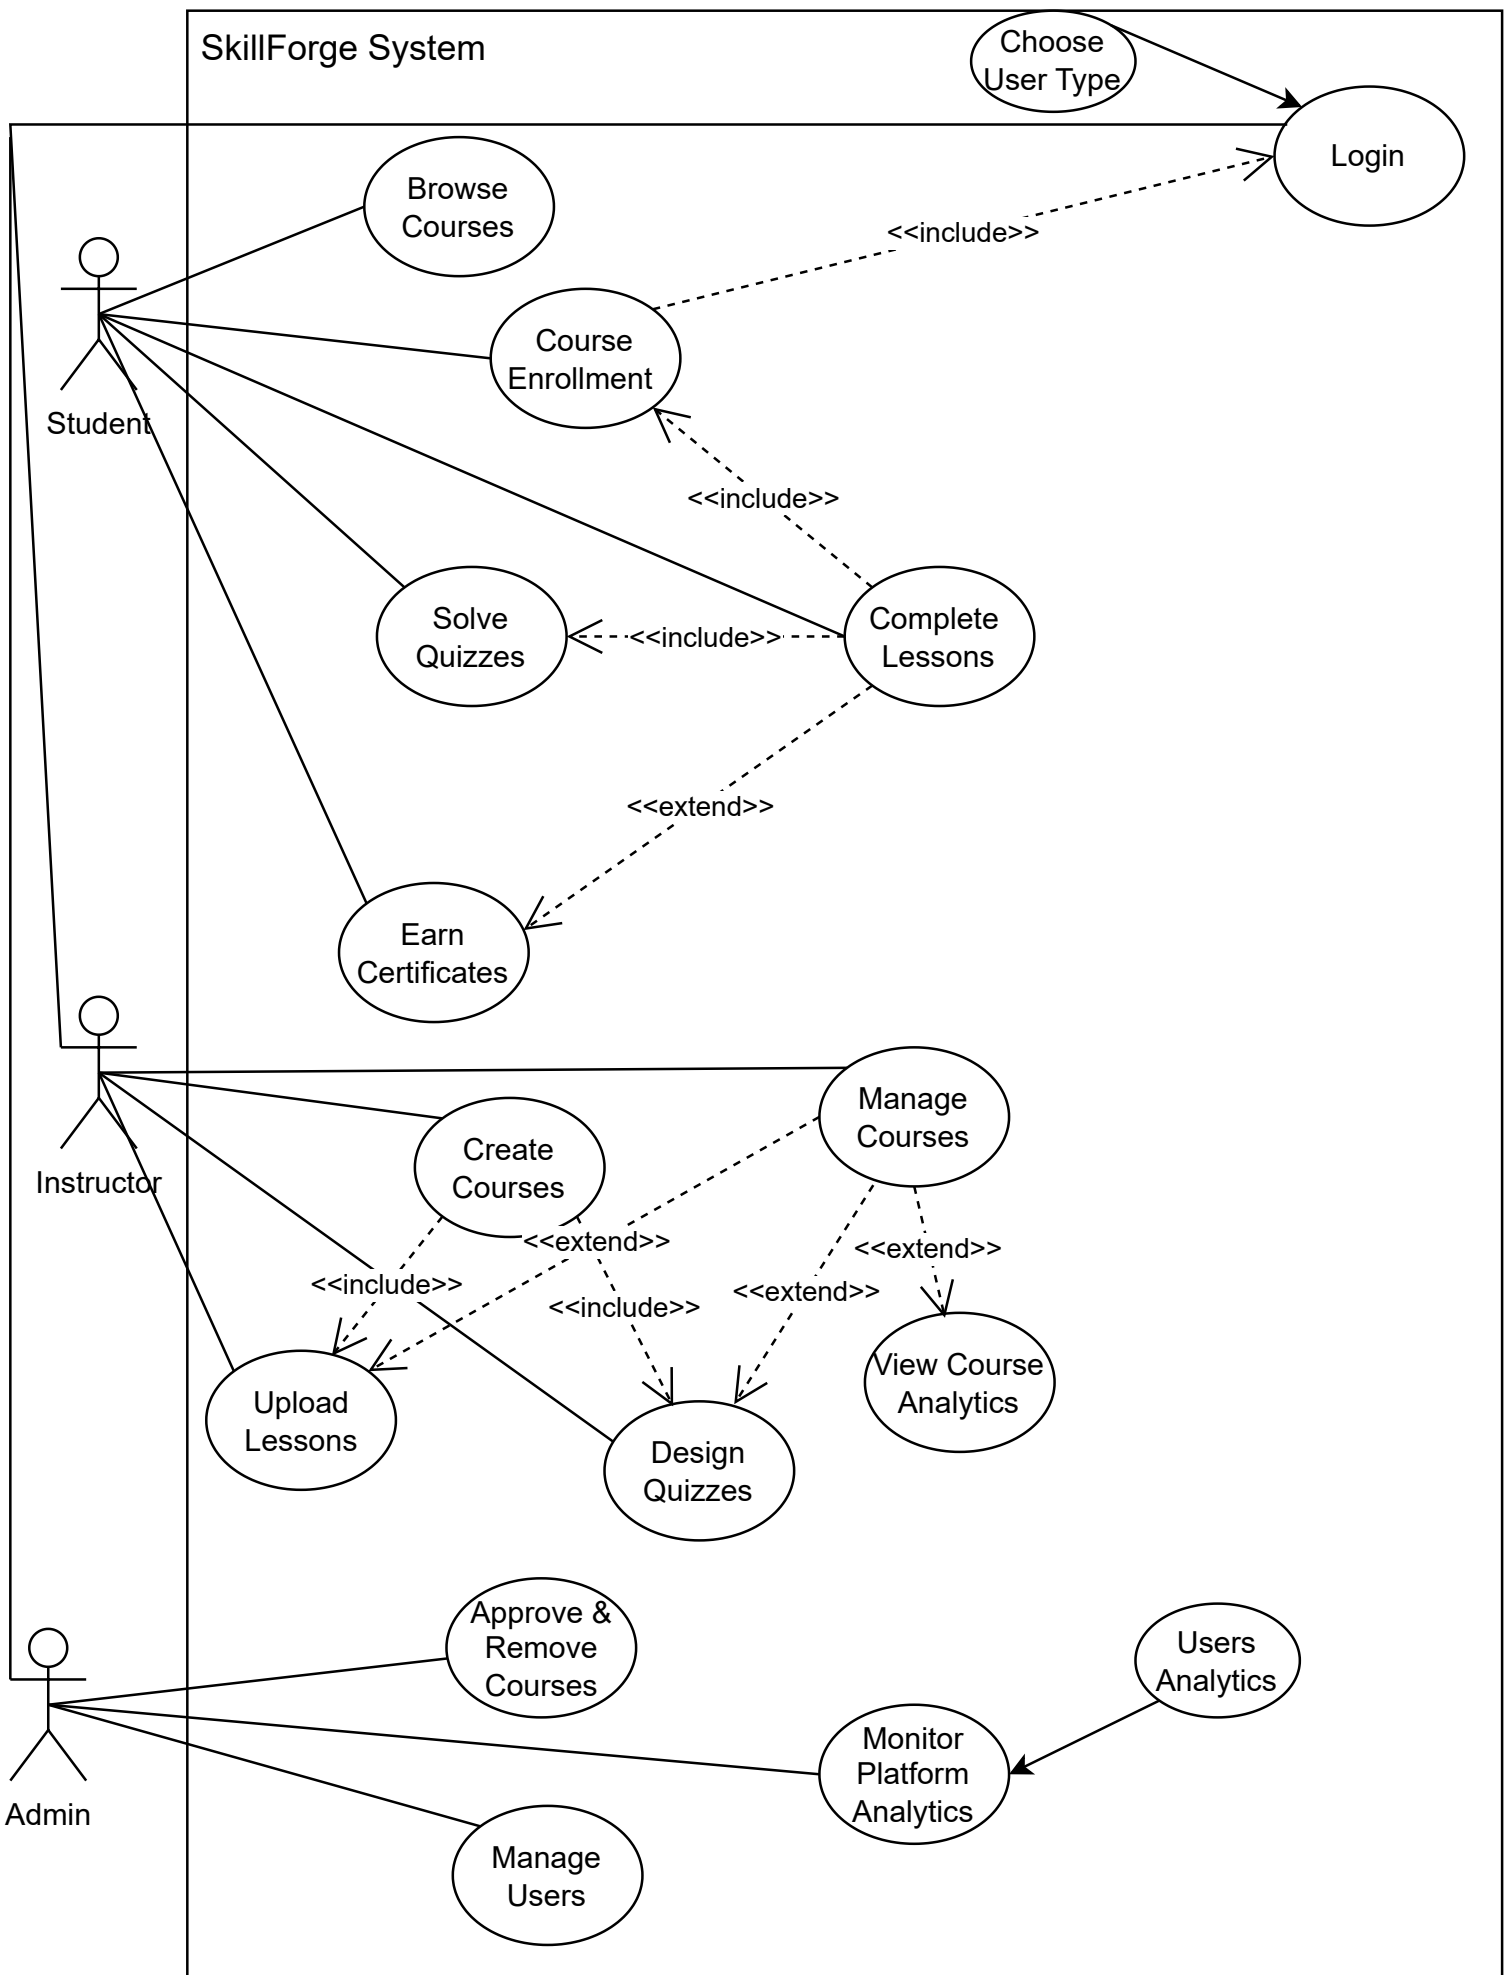 SkillForge System
Choose
User Type
Login
Browse
Courses
<<include>>
Course
Enrollment
Student
<<include>>
Solve
Quizzes
<<include>>
Complete
Lessons
<<extend>>
Earn
Certificates
Manage
Courses
Create
Courses
Instructor
<<extend>>
<<extend>>
<<include>>
<<extend>>
<<include>>
View Course
Analytics
Upload
Lessons
Design
Quizzes
Approve &
Remove
Courses
Users
Analytics
Monitor
Platform
Analytics
Admin
Manage
Users